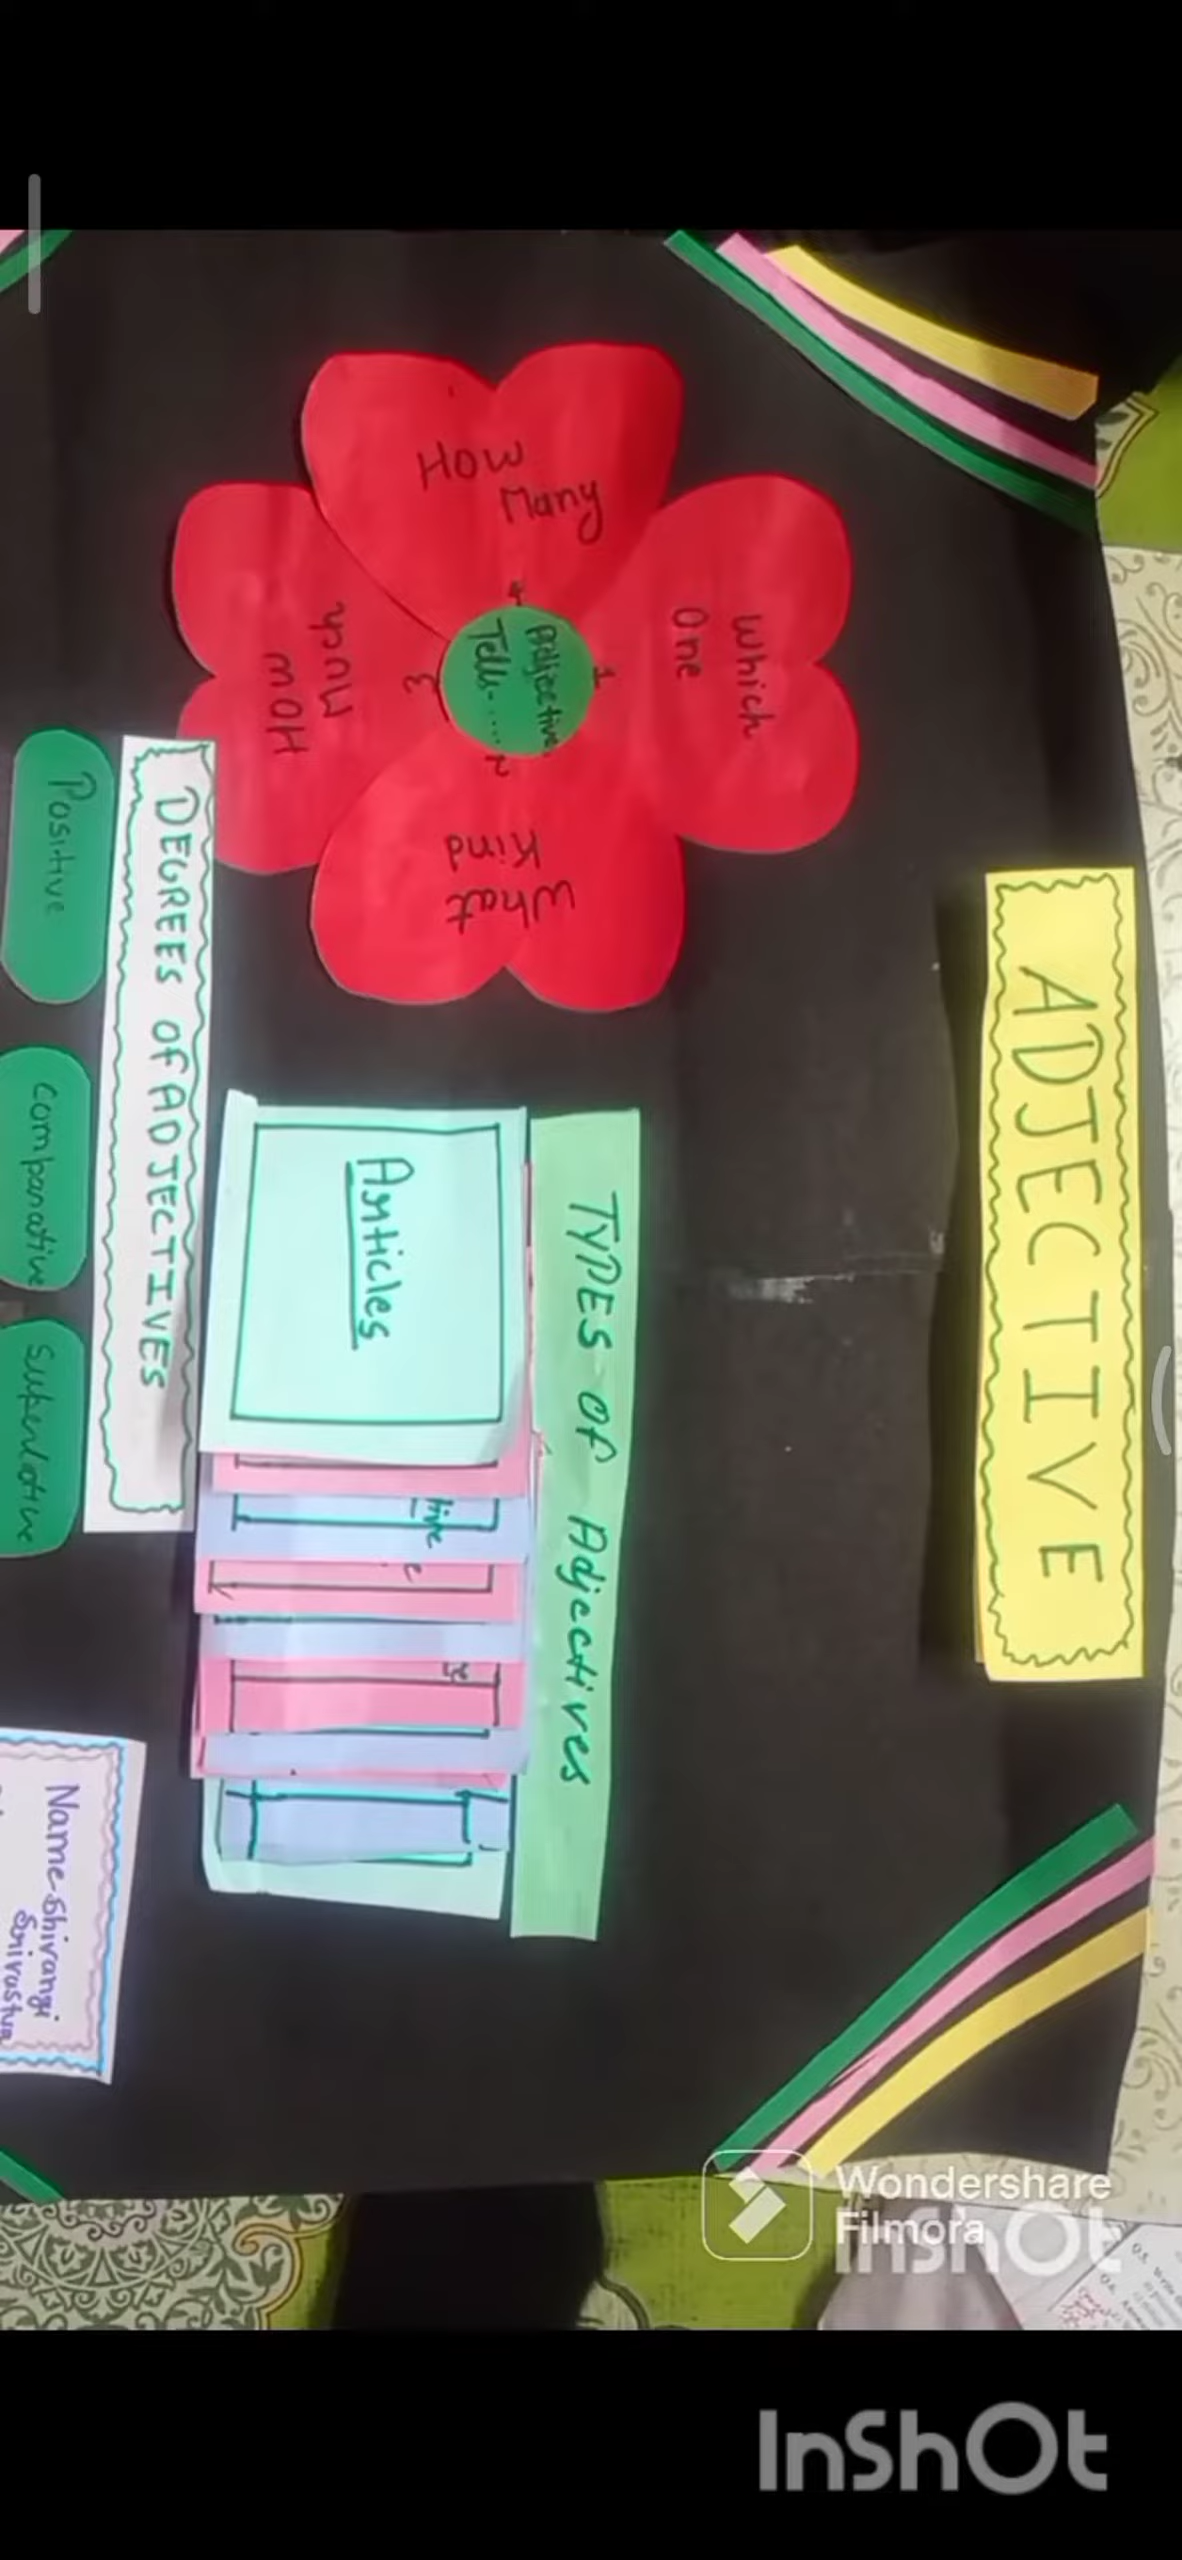 ADJECTIVE
Which
One
How
Many
Adjective
Tells.....
1
2
3
4
What
Kind
How
Much
TYPES OF Adjectives
Articles
tive
DEGREES OF ADJECTIVES
Positive
Comparative
Superlative
Name-Shivangi
Srivastva
Wondershare
Filmora
InShOt
InShOt